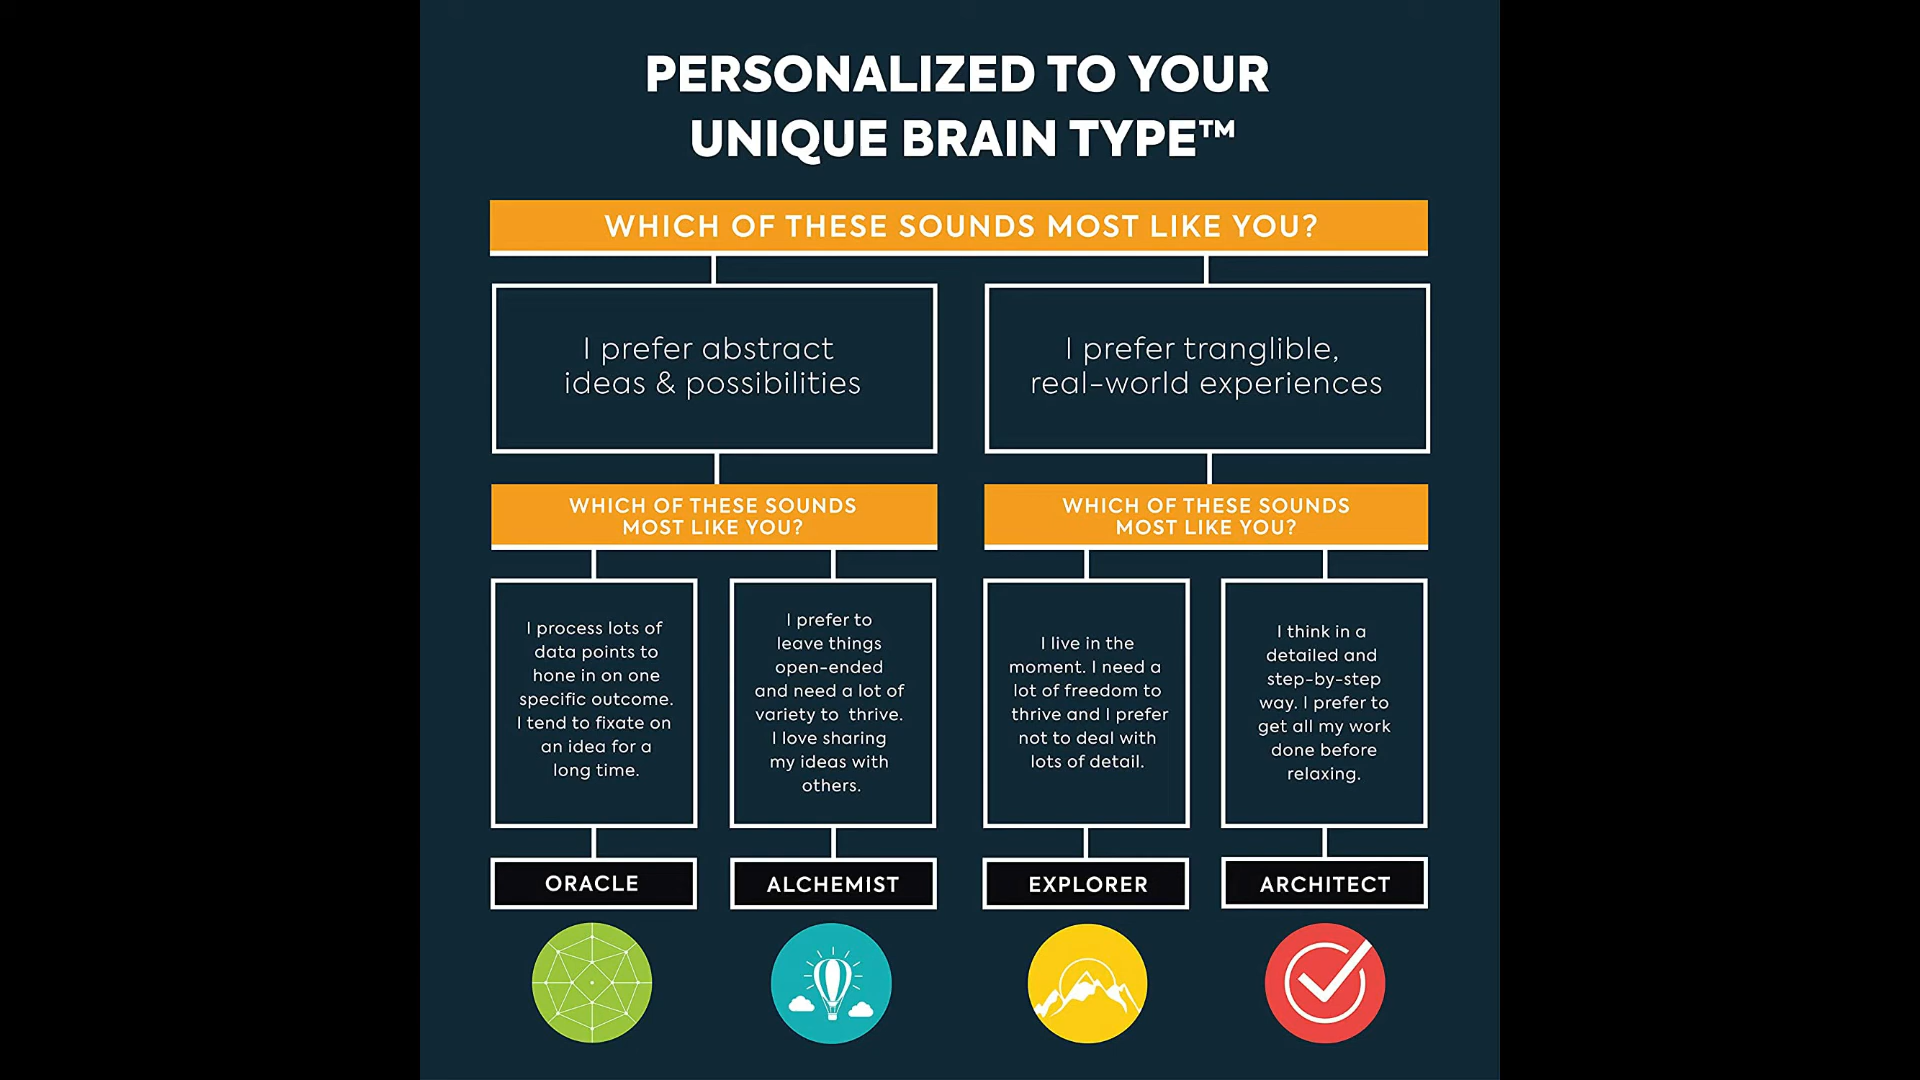 PERSONALIZED TO YOUR
UNIQUE BRAIN TYPE™
WHICH OF THESE SOUNDS MOST LIKE YOU?
I prefer abstract
ideas & possibilities
I prefer tranglible,
real-world experiences
WHICH OF THESE SOUNDS
MOST LIKE YOU?
WHICH OF THESE SOUNDS
MOST LIKE YOU?
I process lots of
data points to
hone in on one
specific outcome.
I tend to fixate on
an idea for a
long time.
I prefer to
leave things
open-ended
and need a lot of
variety to thrive.
I love sharing
my ideas with
others.
I live in the
moment. I need a
lot of freedom to
thrive and I prefer
not to deal with
lots of detail.
I think in a
detailed and
step-by-step
way. I prefer to
get all my work
done before
relaxing.
ORACLE
ALCHEMIST
EXPLORER
ARCHITECT